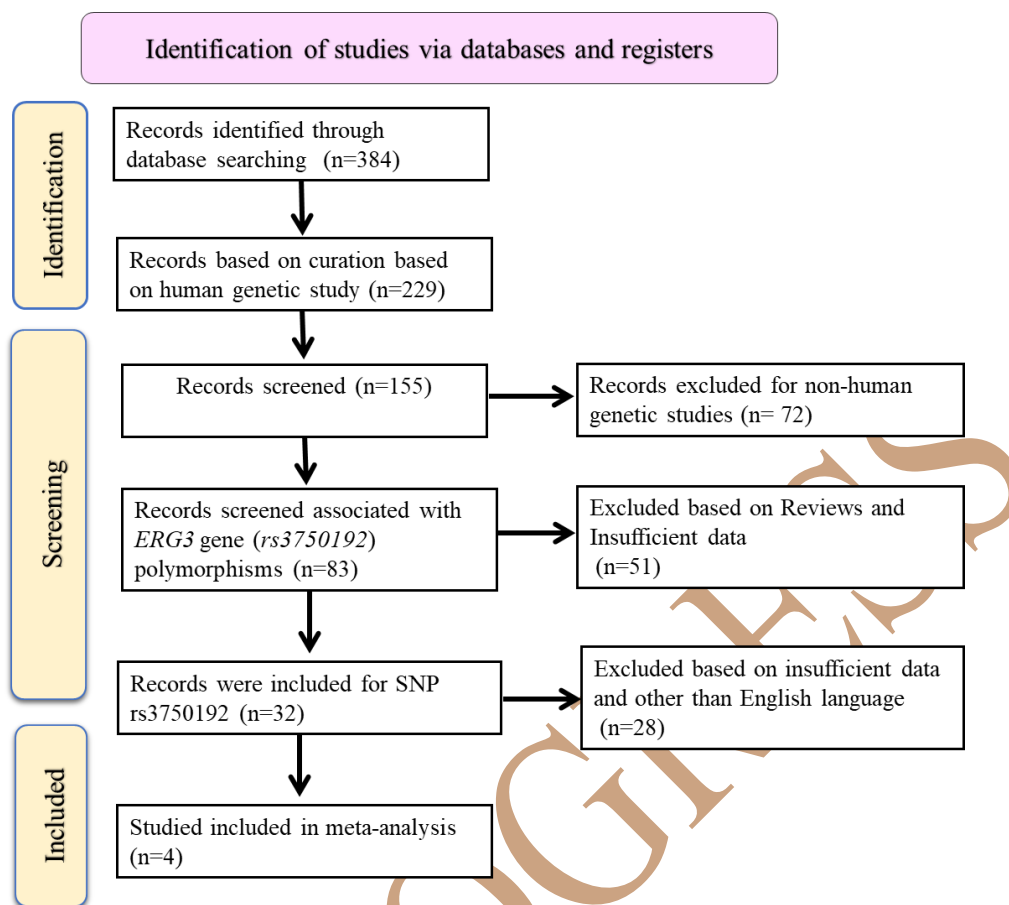 Identification of studies via databases and registers
Identification
Records identified through
database searching (n=384)
Records based on curation based
on human genetic study (n=229)
Screening
Records screened (n=155)
Records excluded for non-human
genetic studies (n= 72)
Records screened associated with
ERG3 gene (rs3750192)
polymorphisms (n=83)
Excluded based on Reviews and
Insufficient data
(n=51)
Records were included for SNP
rs3750192 (n=32)
Excluded based on insufficient data
and other than English language
(n=28)
Included
Studied included in meta-analysis
(n=4)